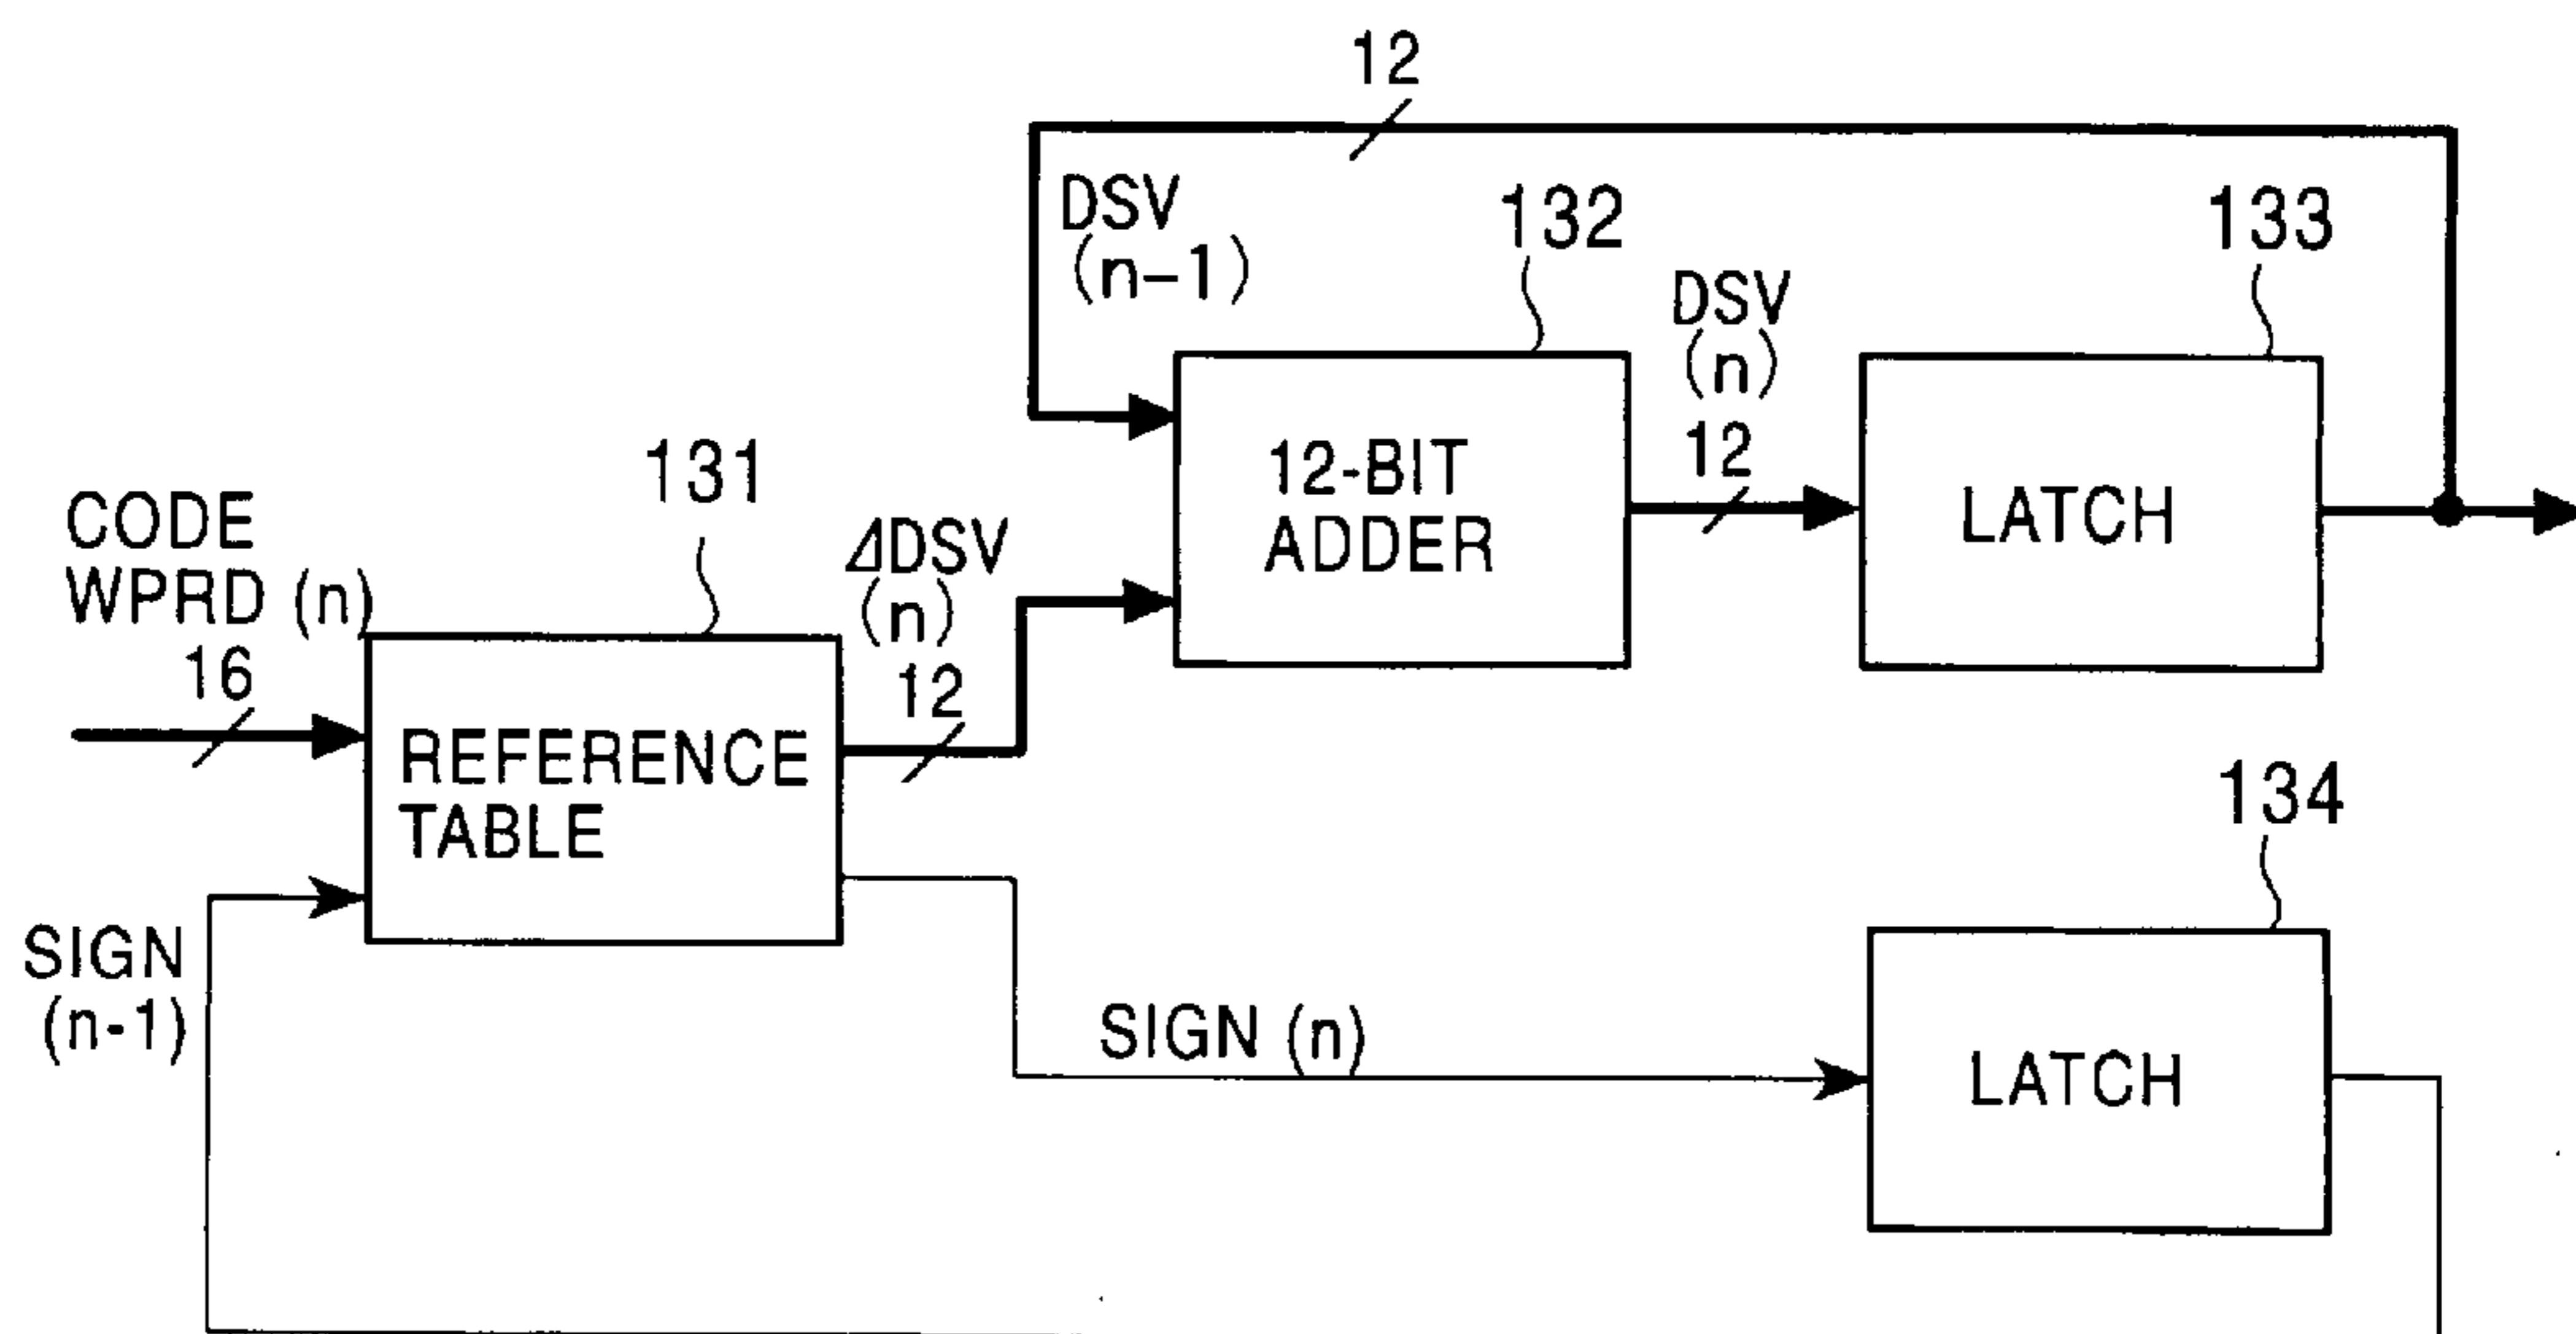 12
DSV
(n-1)
132
133
DSV
(n)
12
131
12-BIT
ADDER
LATCH
CODE
WPRD (n)
16
⊿DSV
(n)
12
REFERENCE
TABLE
134
SIGN
(n-1)
SIGN (n)
LATCH